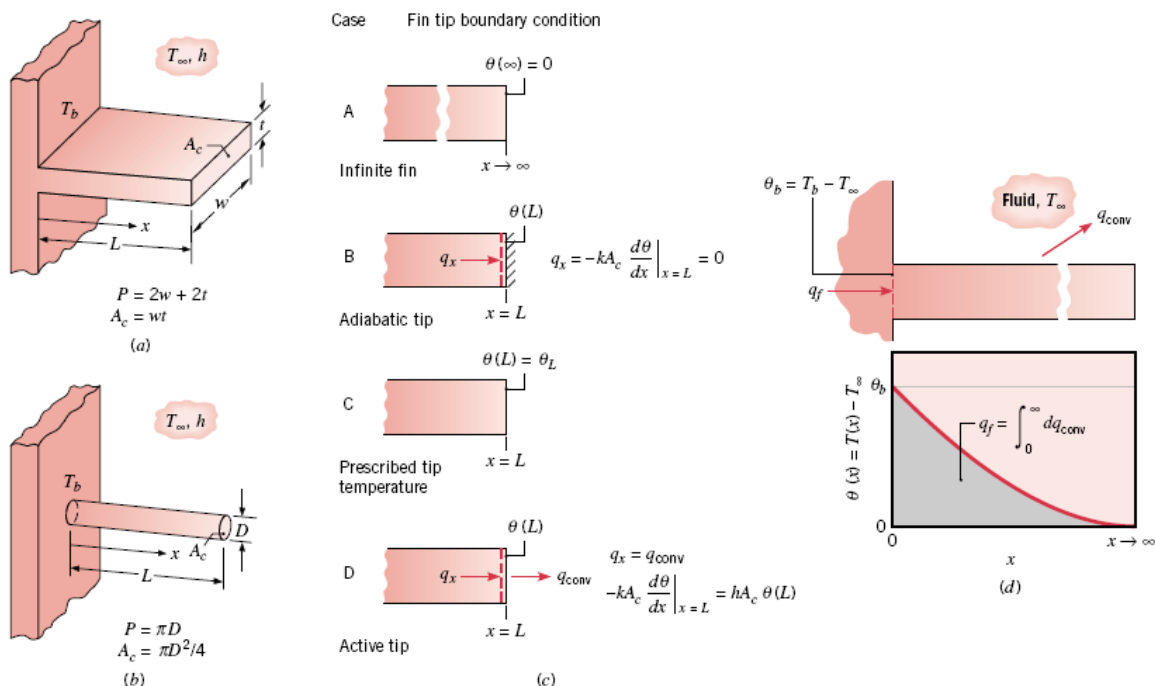 T∞, h
T_b
t
A_c
w
x
L
P = 2w + 2t
A_c = wt
(a)
T∞, h
T_b
D
A_c
x
L
P = πD
A_c = πD²/4
(b)
Case Fin tip boundary condition
θ(∞) = 0
A
Infinite fin
x → ∞
θ(L)
B
q_x
q_x = −kA_c dθ/dx |_{x = L} = 0
x = L
Adiabatic tip
θ(L) = θ_L
C
x = L
Prescribed tip
temperature
θ(L)
D
q_x
q_conv
q_x = q_conv
−kA_c dθ/dx |_{x = L} = hA_c θ(L)
x = L
Active tip
(c)
θ_b = T_b − T∞
Fluid, T∞
q_conv
q_f
θ (x) = T(x) − T∞
θ_b
q_f = ∫_0^∞ dq_conv
0
0
x → ∞
x
(d)